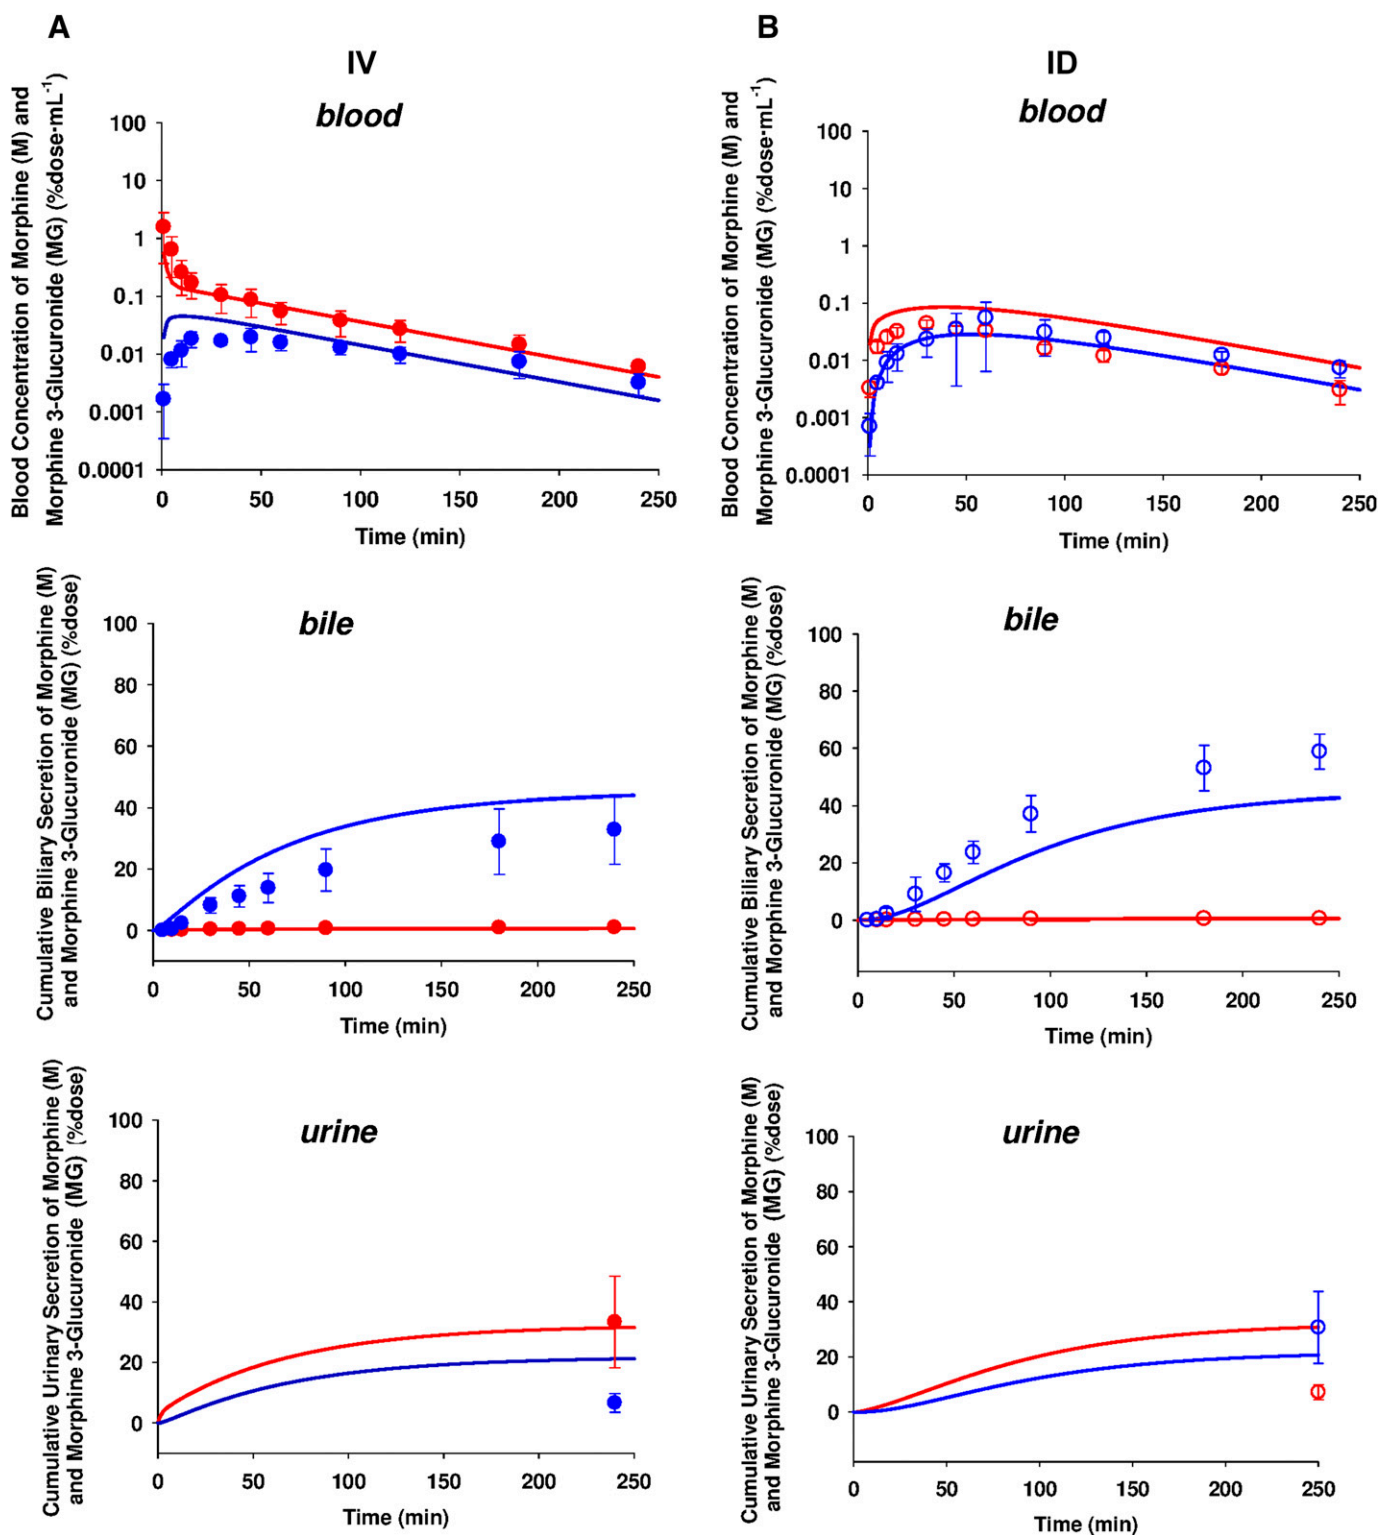 A
IV
blood
Blood Concentration of Morphine (M) and
Morphine 3-Glucuronide (MG) (%dose·mL-1)
100
10
1
0.1
0.01
0.001
0.0001
0 50 100 150 200 250
Time (min)
B
ID
blood
Blood Concentration of Morphine (M) and
Morphine 3-Glucuronide (MG) (%dose·mL-1)
100
10
1
0.1
0.01
0.001
0.0001
0 50 100 150 200 250
Time (min)
bile
Cumulative Biliary Secretion of Morphine (M)
and Morphine 3-Glucuronide (MG) (%dose)
100
80
60
40
20
0
0 50 100 150 200 250
Time (min)
bile
Cumulative Biliary Secretion of Morphine (M)
and Morphine 3-Glucuronide (MG) (%dose)
100
80
60
40
20
0
0 50 100 150 200 250
Time (min)
urine
Cumulative Urinary Secretion of Morphine (M)
and Morphine 3-Glucuronide (MG) (%dose)
100
80
60
40
20
0
0 50 100 150 200 250
Time (min)
urine
Cumulative Urinary Secretion of Morphine (M)
and Morphine 3-Glucuronide (MG) (%dose)
100
80
60
40
20
0
0 50 100 150 200 250
Time (min)